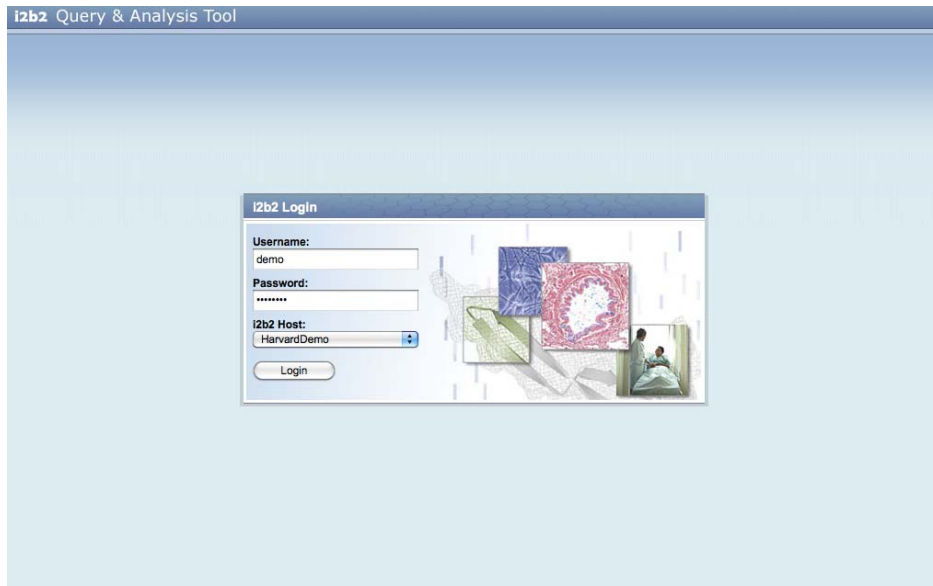 i2b2 Query & Analysis Tool
i2b2 Login
Username:
demo
Password:
••••••••
i2b2 Host:
HarvardDemo
Login